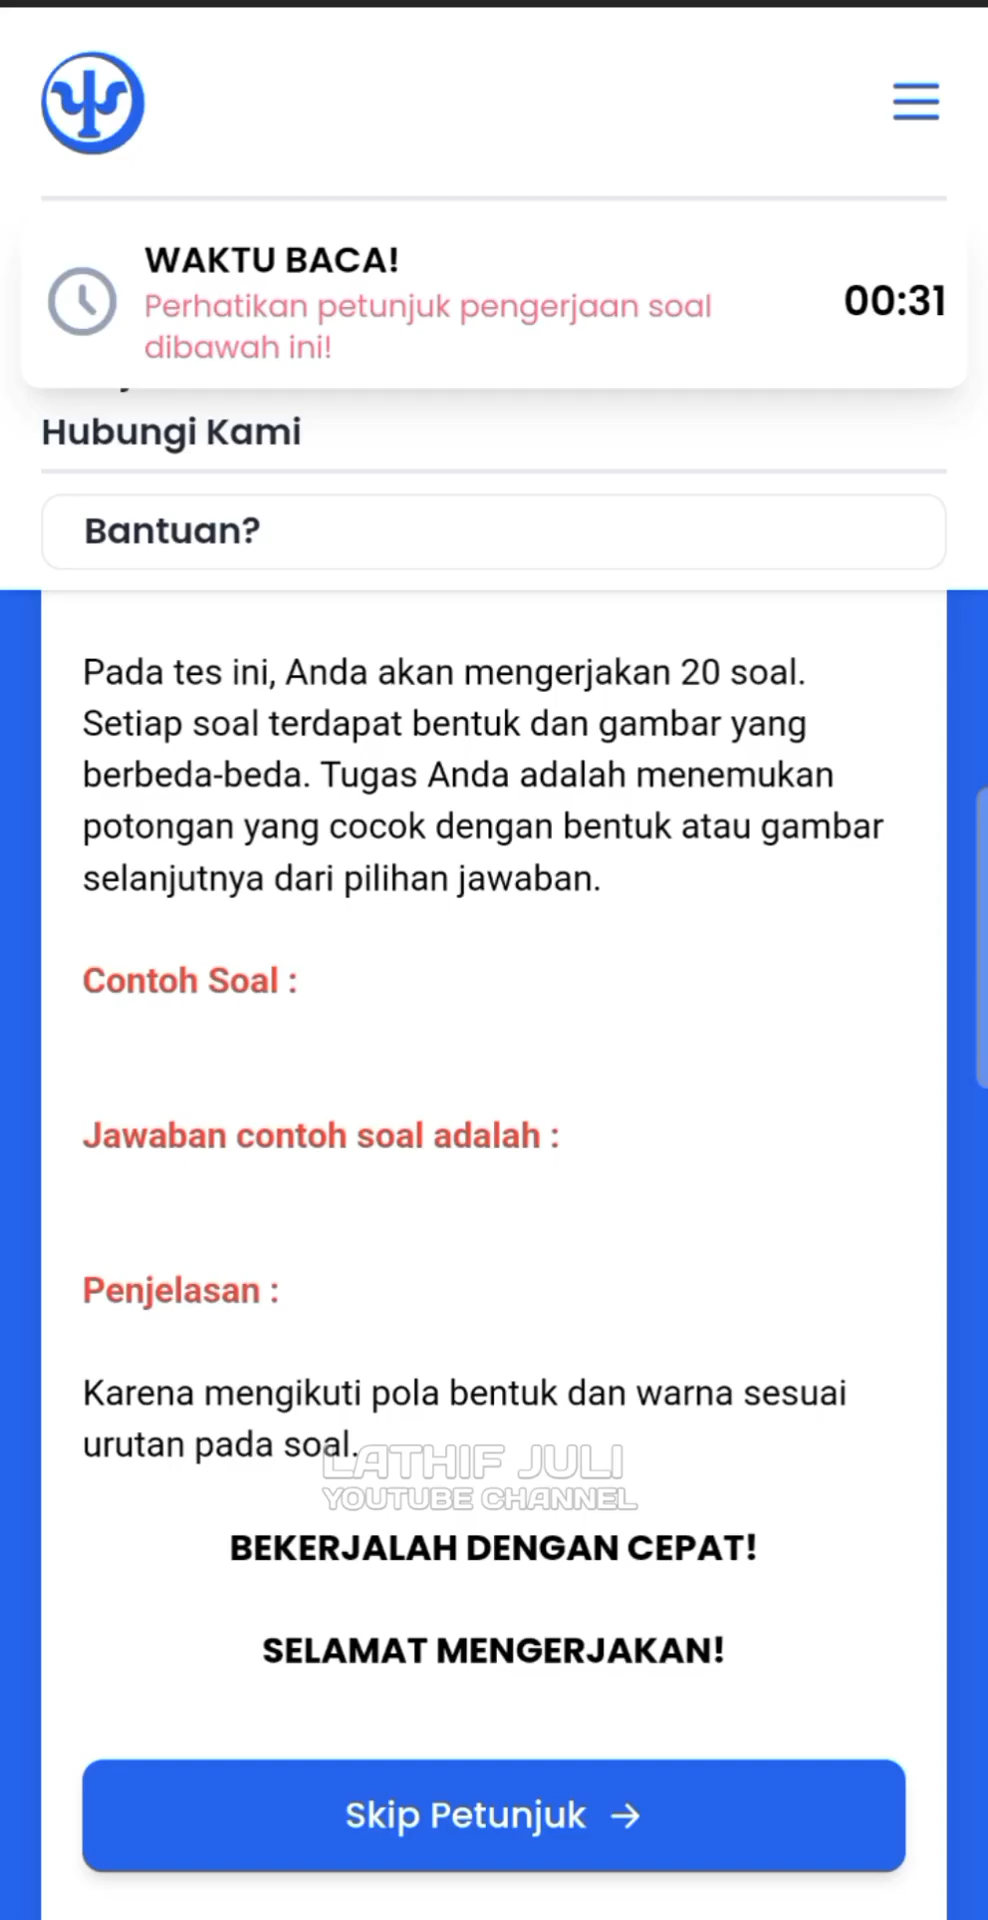 WAKTU BACA!
Perhatikan petunjuk pengerjaan soal
dibawah ini!
00:31
Hubungi Kami
Bantuan?
Pada tes ini, Anda akan mengerjakan 20 soal.
Setiap soal terdapat bentuk dan gambar yang
berbeda-beda. Tugas Anda adalah menemukan
potongan yang cocok dengan bentuk atau gambar
selanjutnya dari pilihan jawaban.
Contoh Soal :
Jawaban contoh soal adalah :
Penjelasan :
Karena mengikuti pola bentuk dan warna sesuai
urutan pada soal.
LATHIF JULI
YOUTUBE CHANNEL
BEKERJALAH DENGAN CEPAT!
SELAMAT MENGERJAKAN!
Skip Petunjuk →